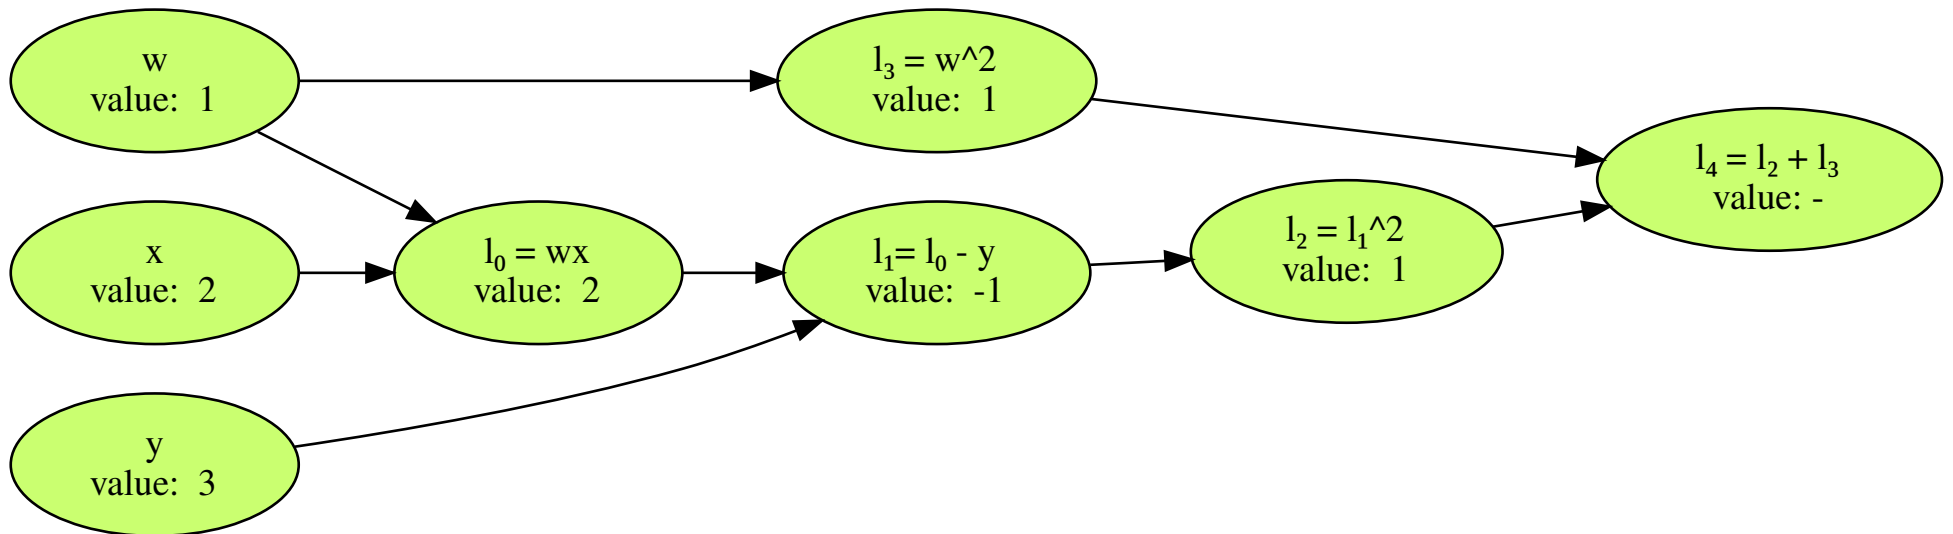 w
value:  1
l₃ = w^2
value:  1
l₄ = l₂ + l₃
value: -
x
value:  2
l₀ = wx
value:  2
l₁= l₀ - y
value:  -1
l₂ = l₁^2
value:  1
y
value:  3